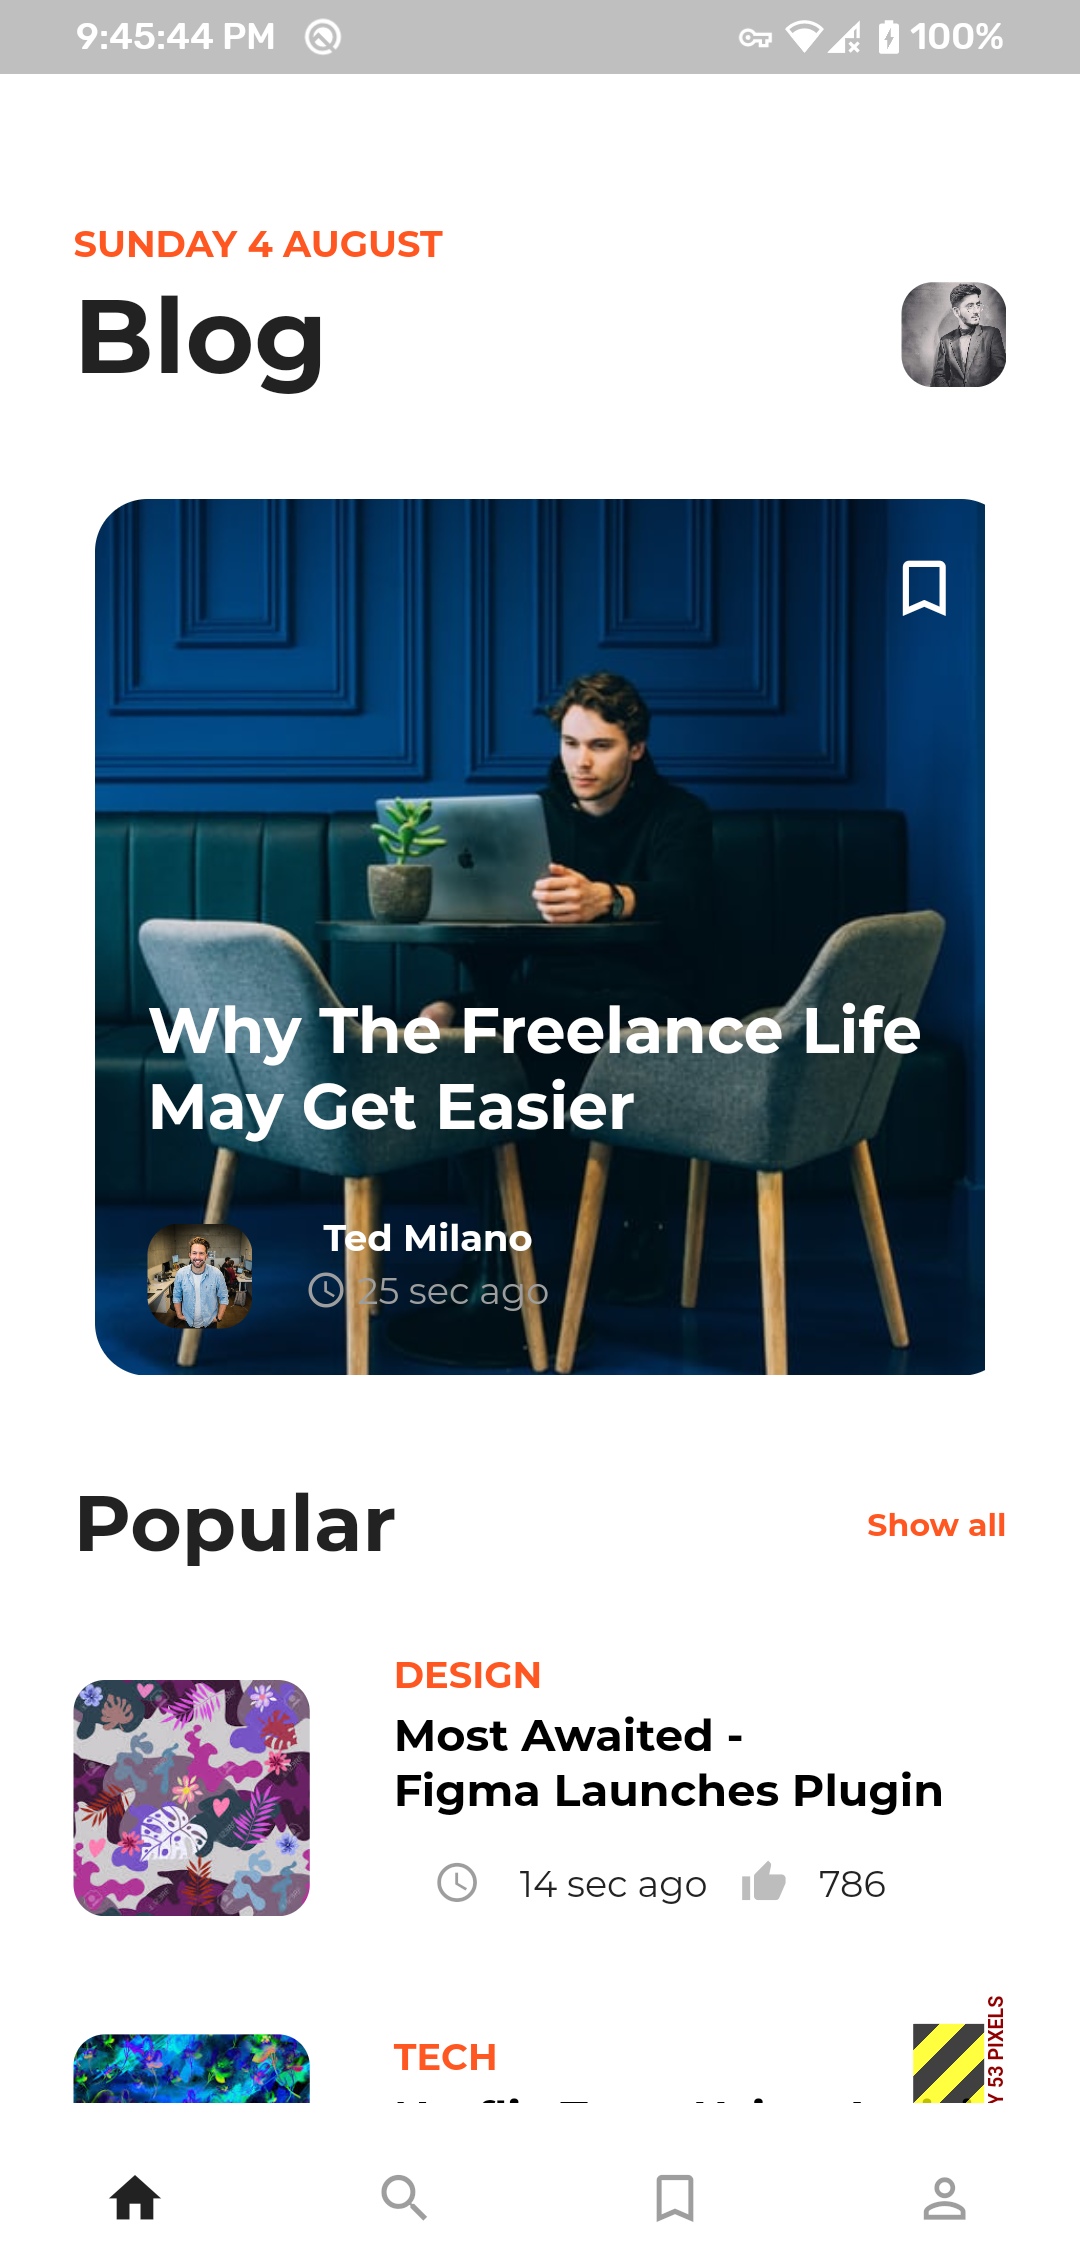 9:45:44 PM
100%
SUNDAY 4 AUGUST
Blog
Why The Freelance Life
May Get Easier
Ted Milano
25 sec ago
Popular
Show all
DESIGN
Most Awaited -
Figma Launches Plugin
14 sec ago
786
TECH
53 PIXELS